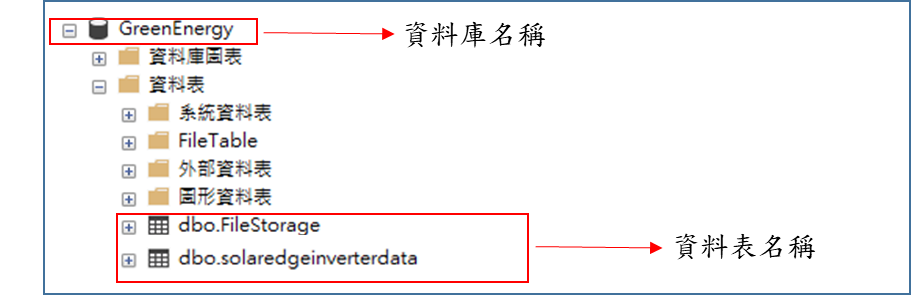 GreenEnergy
資料庫名稱
資料庫圖表
資料表
系統資料表
FileTable
外部資料表
圖形資料表
dbo.FileStorage
dbo.solaredgeinverterdata
資料表名稱